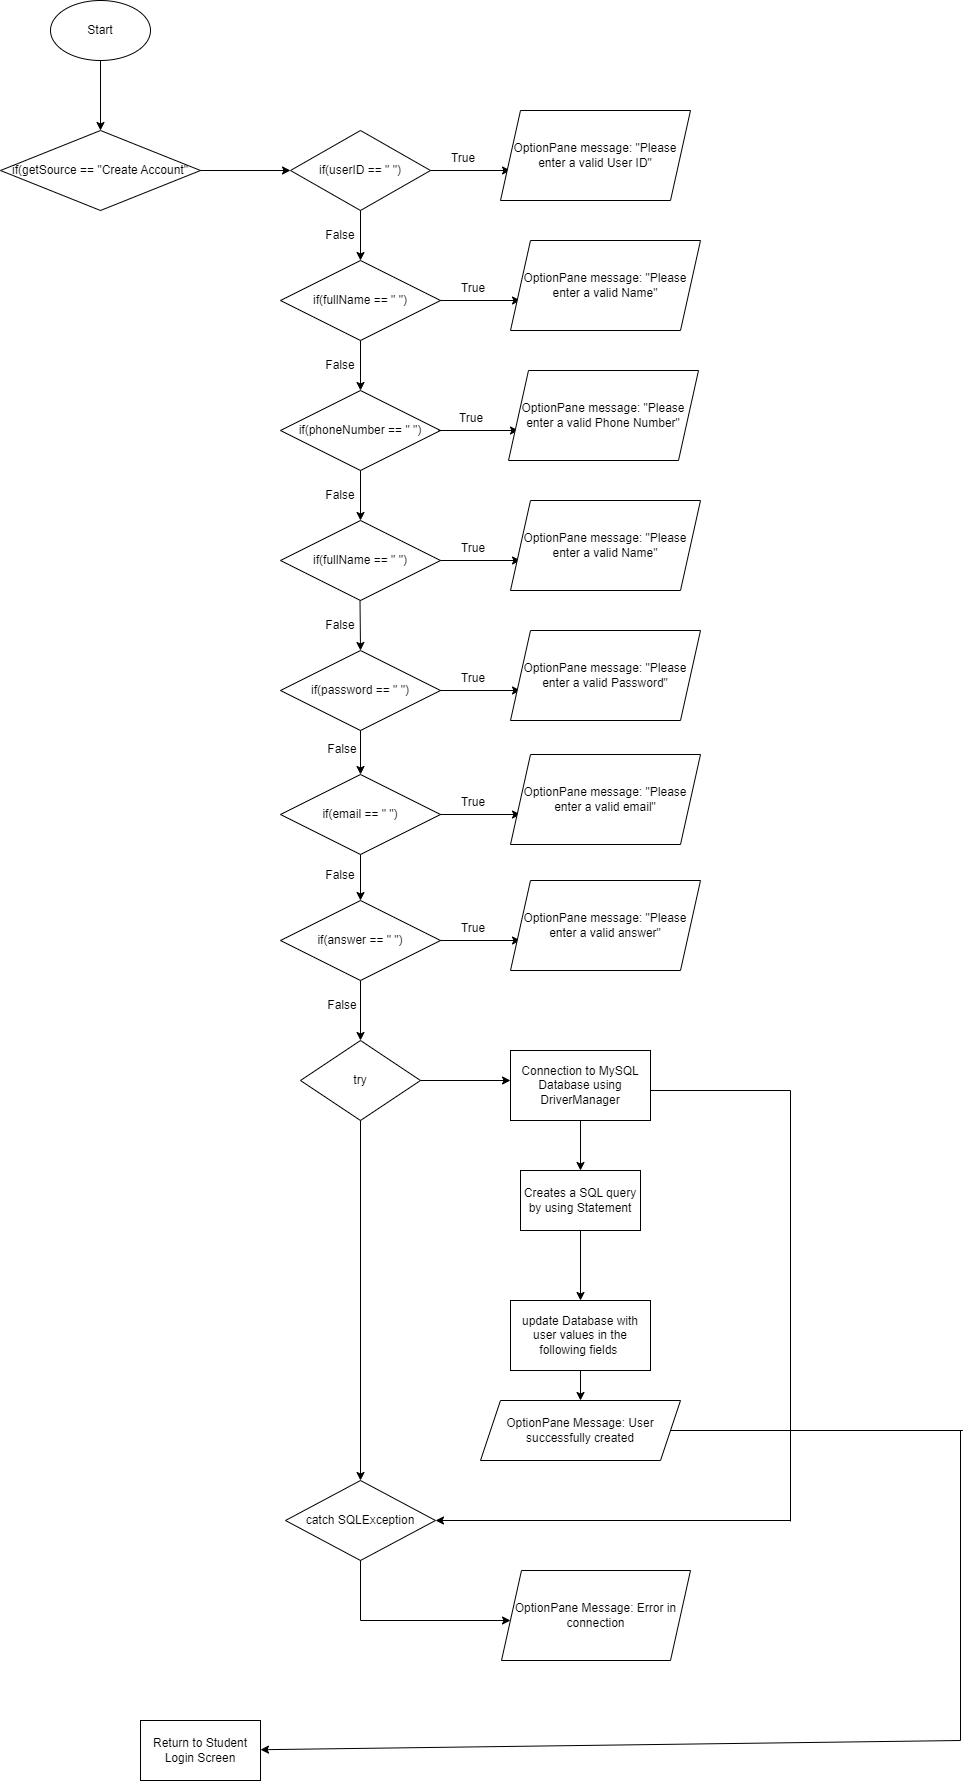 Start
if(getSource == "Create Account"
if(userID == " ")
True
OptionPane message: "Please
enter a valid User ID"
False
if(fullName == " ")
True
OptionPane message: "Please
enter a valid Name"
False
if(phoneNumber == " ")
True
OptionPane message: "Please
enter a valid Phone Number"
False
if(fullName == " ")
True
OptionPane message: "Please
enter a valid Name"
False
if(password == " ")
True
OptionPane message: "Please
enter a valid Password"
False
if(email == " ")
True
OptionPane message: "Please
enter a valid email"
False
if(answer == " ")
True
OptionPane message: "Please
enter a valid answer"
False
try
Connection to MySQL
Database using
DriverManager
Creates a SQL query
by using Statement
update Database with
user values in the
following fields
OptionPane Message: User
successfully created
catch SQLException
OptionPane Message: Error in
connection
Return to Student
Login Screen